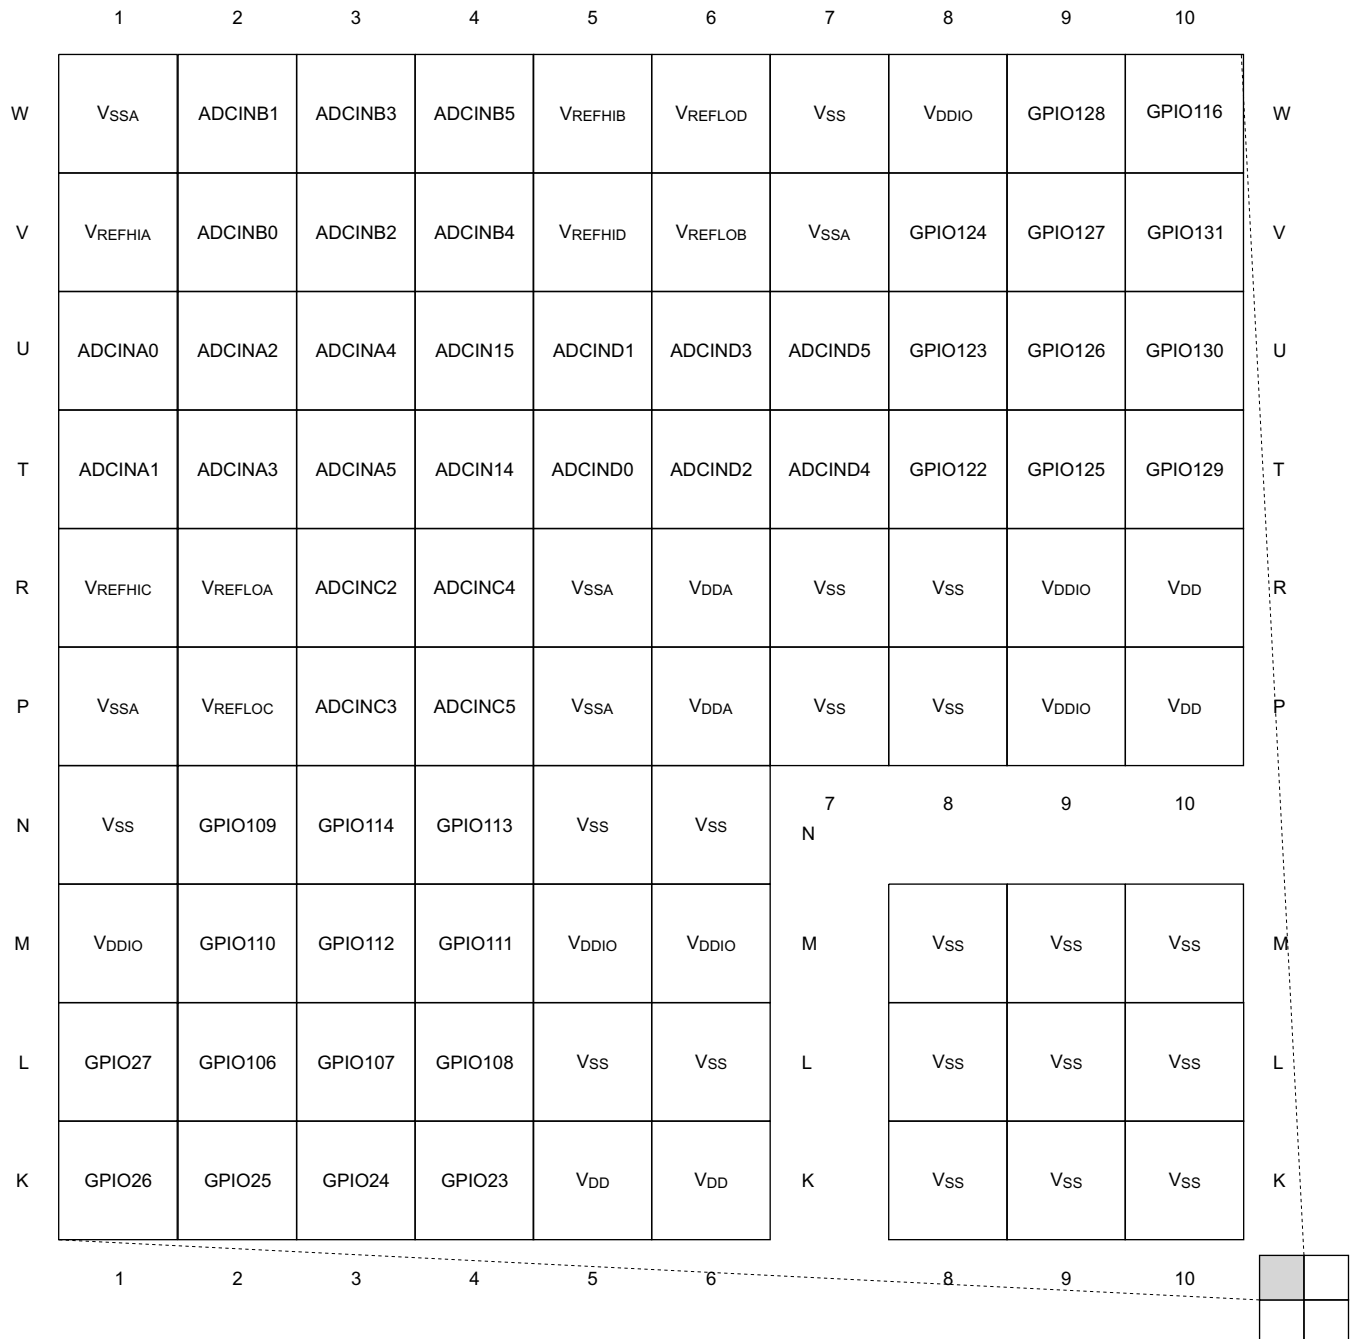 1 2 3 4 5 6 7 8 9 10
W VSSA ADCINB1 ADCINB3 ADCINB5 VREFHIB VREFLOD VSS VDDIO GPIO128 GPIO116 W
V VREFHIA ADCINB0 ADCINB2 ADCINB4 VREFHID VREFLOB VSSA GPIO124 GPIO127 GPIO131 V
U ADCINA0 ADCINA2 ADCINA4 ADCIN15 ADCIND1 ADCIND3 ADCIND5 GPIO123 GPIO126 GPIO130 U
T ADCINA1 ADCINA3 ADCINA5 ADCIN14 ADCIND0 ADCIND2 ADCIND4 GPIO122 GPIO125 GPIO129 T
R VREFHIC VREFLOA ADCINC2 ADCINC4 VSSA VDDA VSS VSS VDDIO VDD R
P VSSA VREFLOC ADCINC3 ADCINC5 VSSA VDDA VSS VSS VDDIO VDD P
7 8 9 10
N VSS GPIO109 GPIO114 GPIO113 VSS VSS N
M VDDIO GPIO110 GPIO112 GPIO111 VDDIO VDDIO M VSS VSS VSS M
L GPIO27 GPIO106 GPIO107 GPIO108 VSS VSS L VSS VSS VSS L
K GPIO26 GPIO25 GPIO24 GPIO23 VDD VDD K VSS VSS VSS K
1 2 3 4 5 6 8 9 10